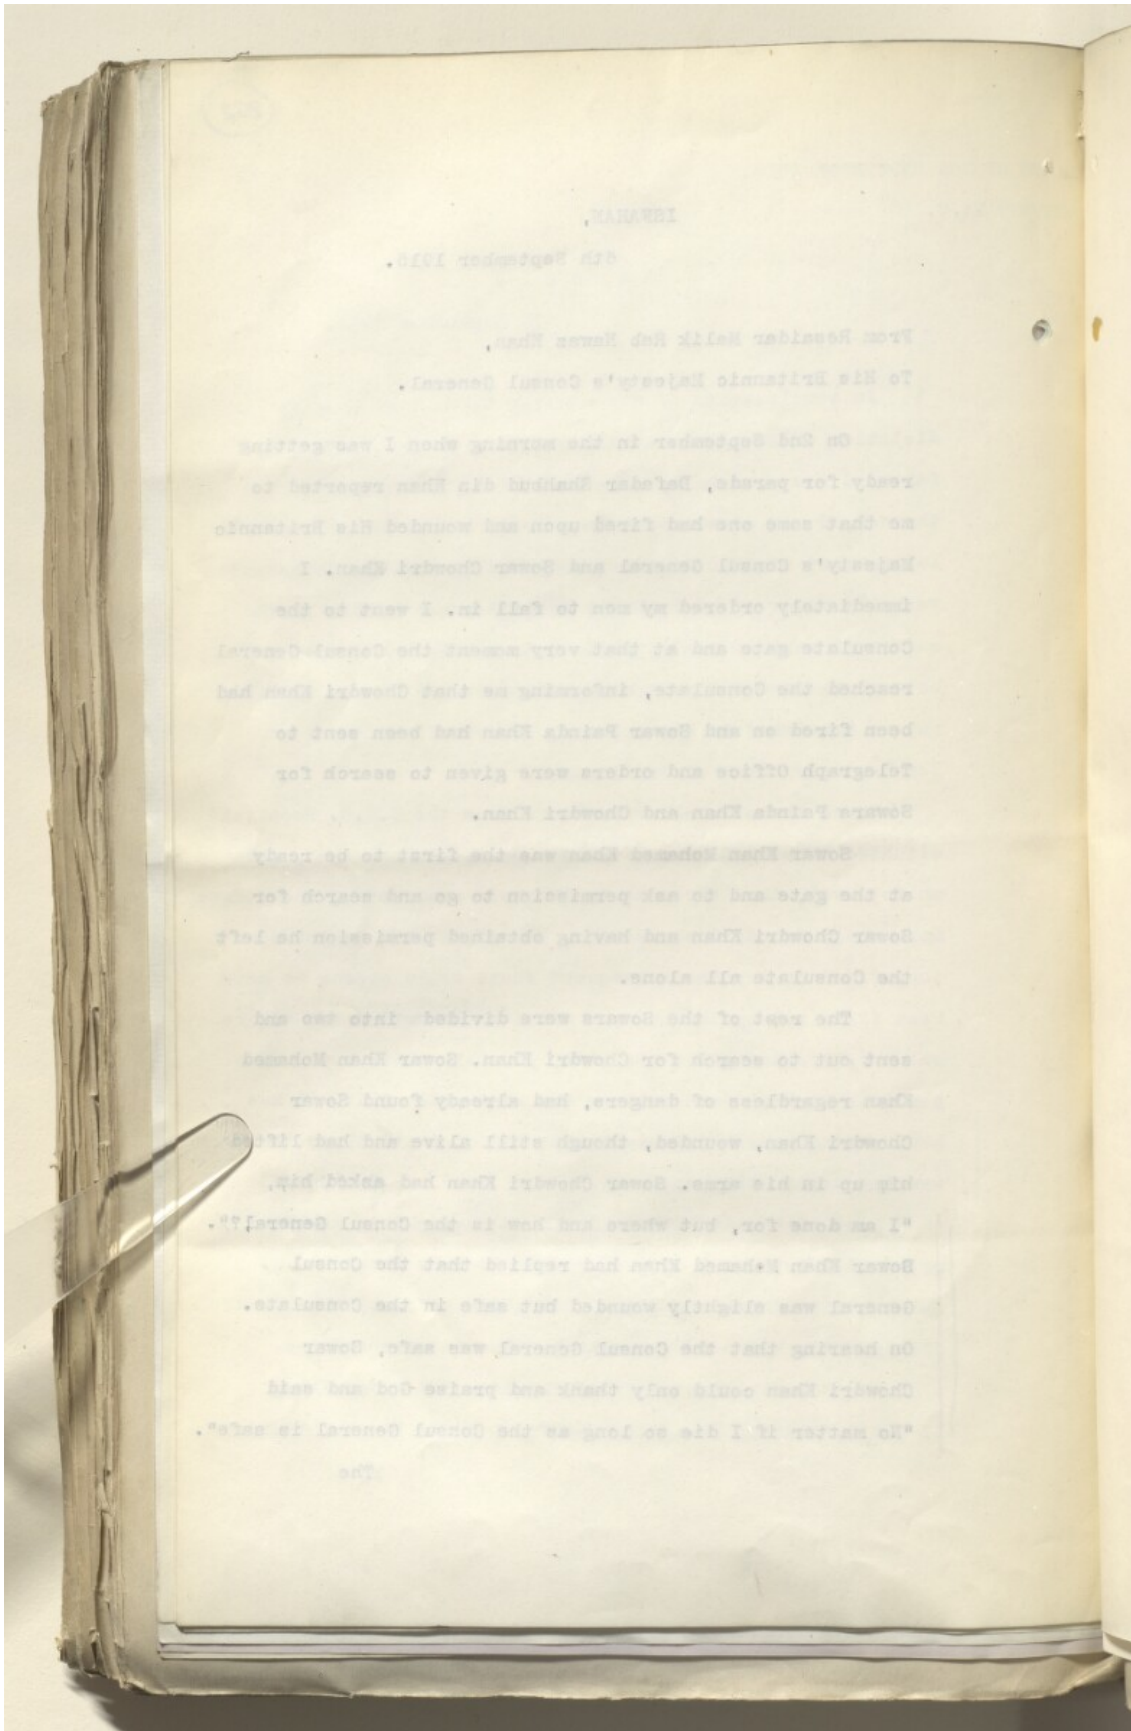 ISFAHAN,
September 1915.
From Ressaidar Malik Rab Nawaz Khan,
To His Britannic Majesty's Consul General.
On 2nd September in the morning when I was getting
ready for parade, Dafadar Shahbud din Khan reported to
me that some one had fired upon and wounded His Britannic
Majesty's Consul General and Sowar Chowdri Khan. I
immediately ordered my men to fall in. I went to the
Consulate gate and at that very moment the Consul General
reached the Consulate, informing me that Chowdri Khan had
been fired on and Sowar Painda Khan had been sent to
Telegraph Office and orders were given to search for
Sowars Painda Khan and Chowdri Khan.
Sowar Khan Mohamed Khan was the first to be ready
at the gate and to ask permission to go and search for
Sowar Chowdri Khan and having obtained permission he left
the Consulate all alone.
The rest of the Sowars were divided into two and
sent out to search for Chowdri Khan. Sowar Khan Mohamed
Khan regardless of dangers, had already found Sowar
Chowdri Khan, wounded, though still alive and had lifted
him up in his arms. Sowar Chowdri Khan had asked him,
"I am done for, but where and how is the Consul General?".
Sowar Khan Mohamed Khan had replied that the Consul
General was slightly wounded but safe in the Consulate.
On hearing that the Consul General was safe, Sowar
Chowdri Khan could only thank and praise God and said
"No matter if I die so long as the Consul General is safe".
The